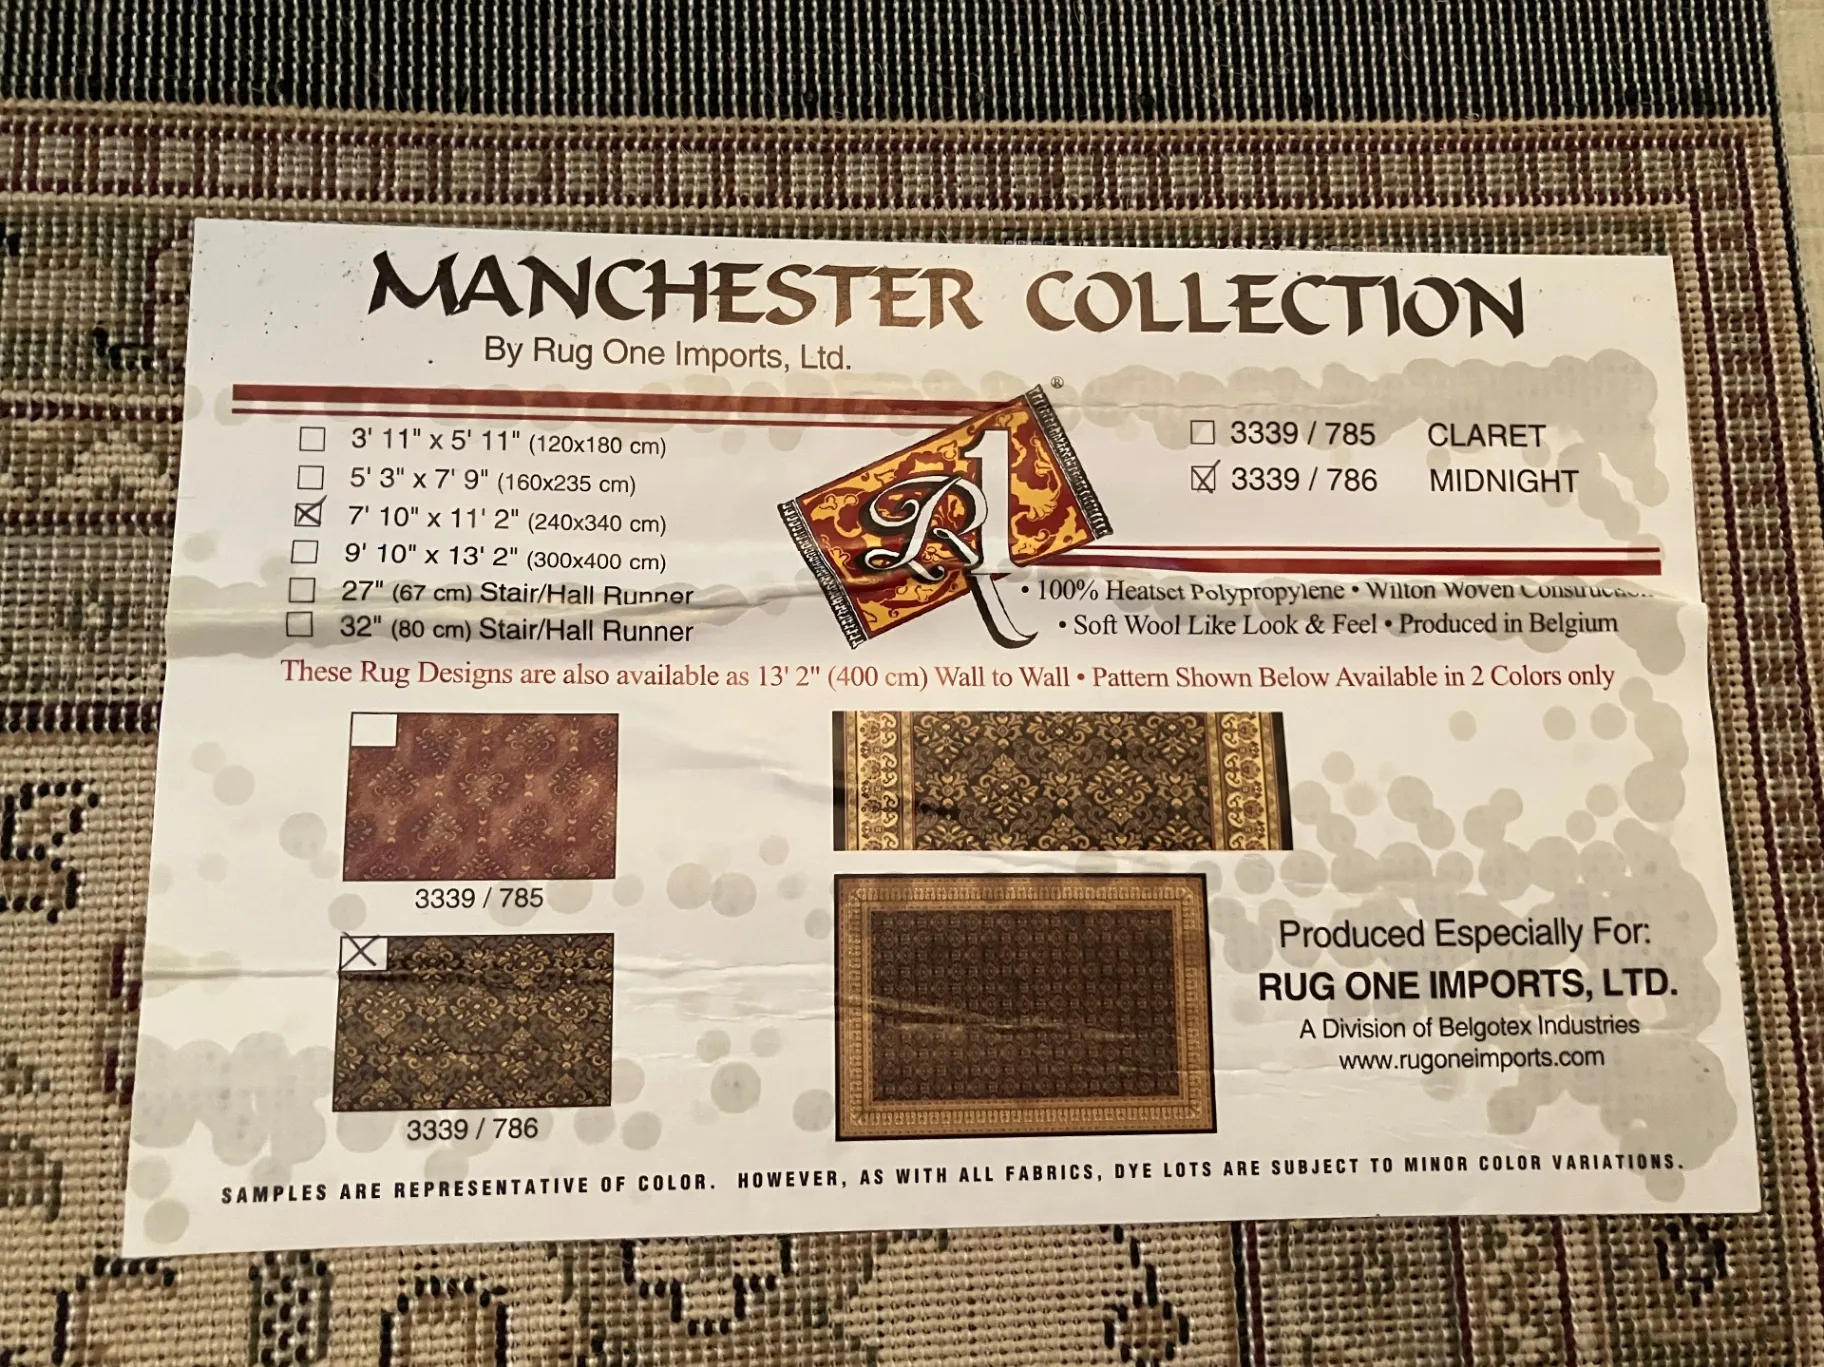 MANCHESTER COLLECTION
By Rug One Imports, Ltd.
®
R1
3' 11" x 5' 11" (120x180 cm)
5' 3" x 7' 9" (160x235 cm)
7' 10" x 11' 2" (240x340 cm)
9' 10" x 13' 2" (300x400 cm)
27" (67 cm) Stair/Hall Runner
32" (80 cm) Stair/Hall Runner
3339 / 785 CLARET
3339 / 786 MIDNIGHT
• 100% Heatset Polypropylene • Wilton Woven Construction
• Soft Wool Like Look & Feel • Produced in Belgium
These Rug Designs are also available as 13' 2" (400 cm) Wall to Wall • Pattern Shown Below Available in 2 Colors only
3339 / 785
3339 / 786
Produced Especially For:
RUG ONE IMPORTS, LTD.
A Division of Belgotex Industries
www.rugoneimports.com
SAMPLES ARE REPRESENTATIVE OF COLOR. HOWEVER, AS WITH ALL FABRICS, DYE LOTS ARE SUBJECT TO MINOR COLOR VARIATIONS.